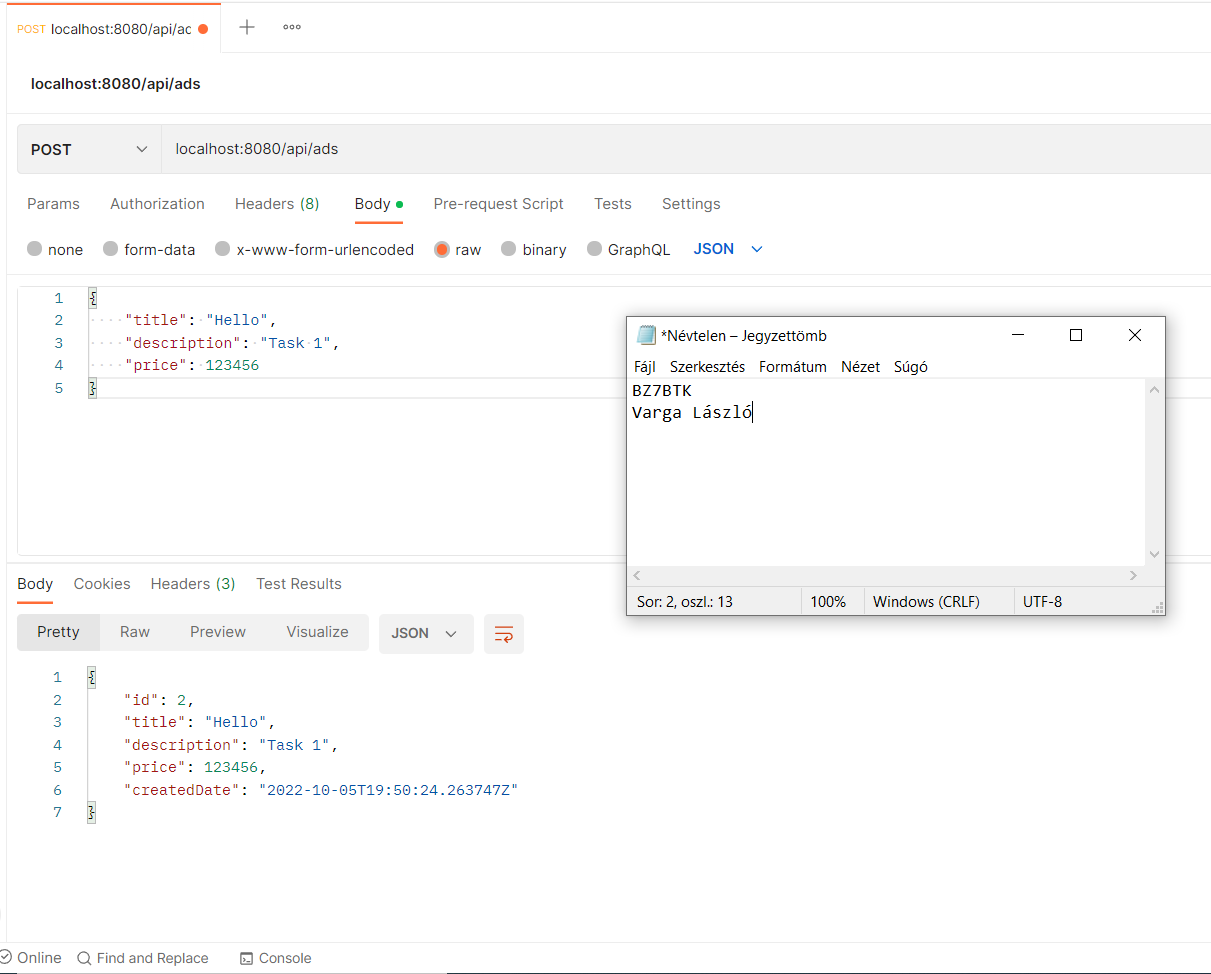 POST localhost:8080/api/ac
localhost:8080/api/ads
POST localhost:8080/api/ads
Params Authorization Headers (8) Body Pre-request Script Tests Settings
none form-data x-www-form-urlencoded raw binary GraphQL JSON
1 {
2 "title": "Hello",
3 "description": "Task 1",
4 "price": 123456
5 }
*Névtelen – Jegyzettömb
Fájl Szerkesztés Formátum Nézet Súgó
BZ7BTK
Varga László
Sor: 2, oszl.: 13 100% Windows (CRLF) UTF-8
Body Cookies Headers (3) Test Results
Pretty Raw Preview Visualize JSON
1 {
2 "id": 2,
3 "title": "Hello",
4 "description": "Task 1",
5 "price": 123456,
6 "createdDate": "2022-10-05T19:50:24.263747Z"
7 }
Online Find and Replace Console